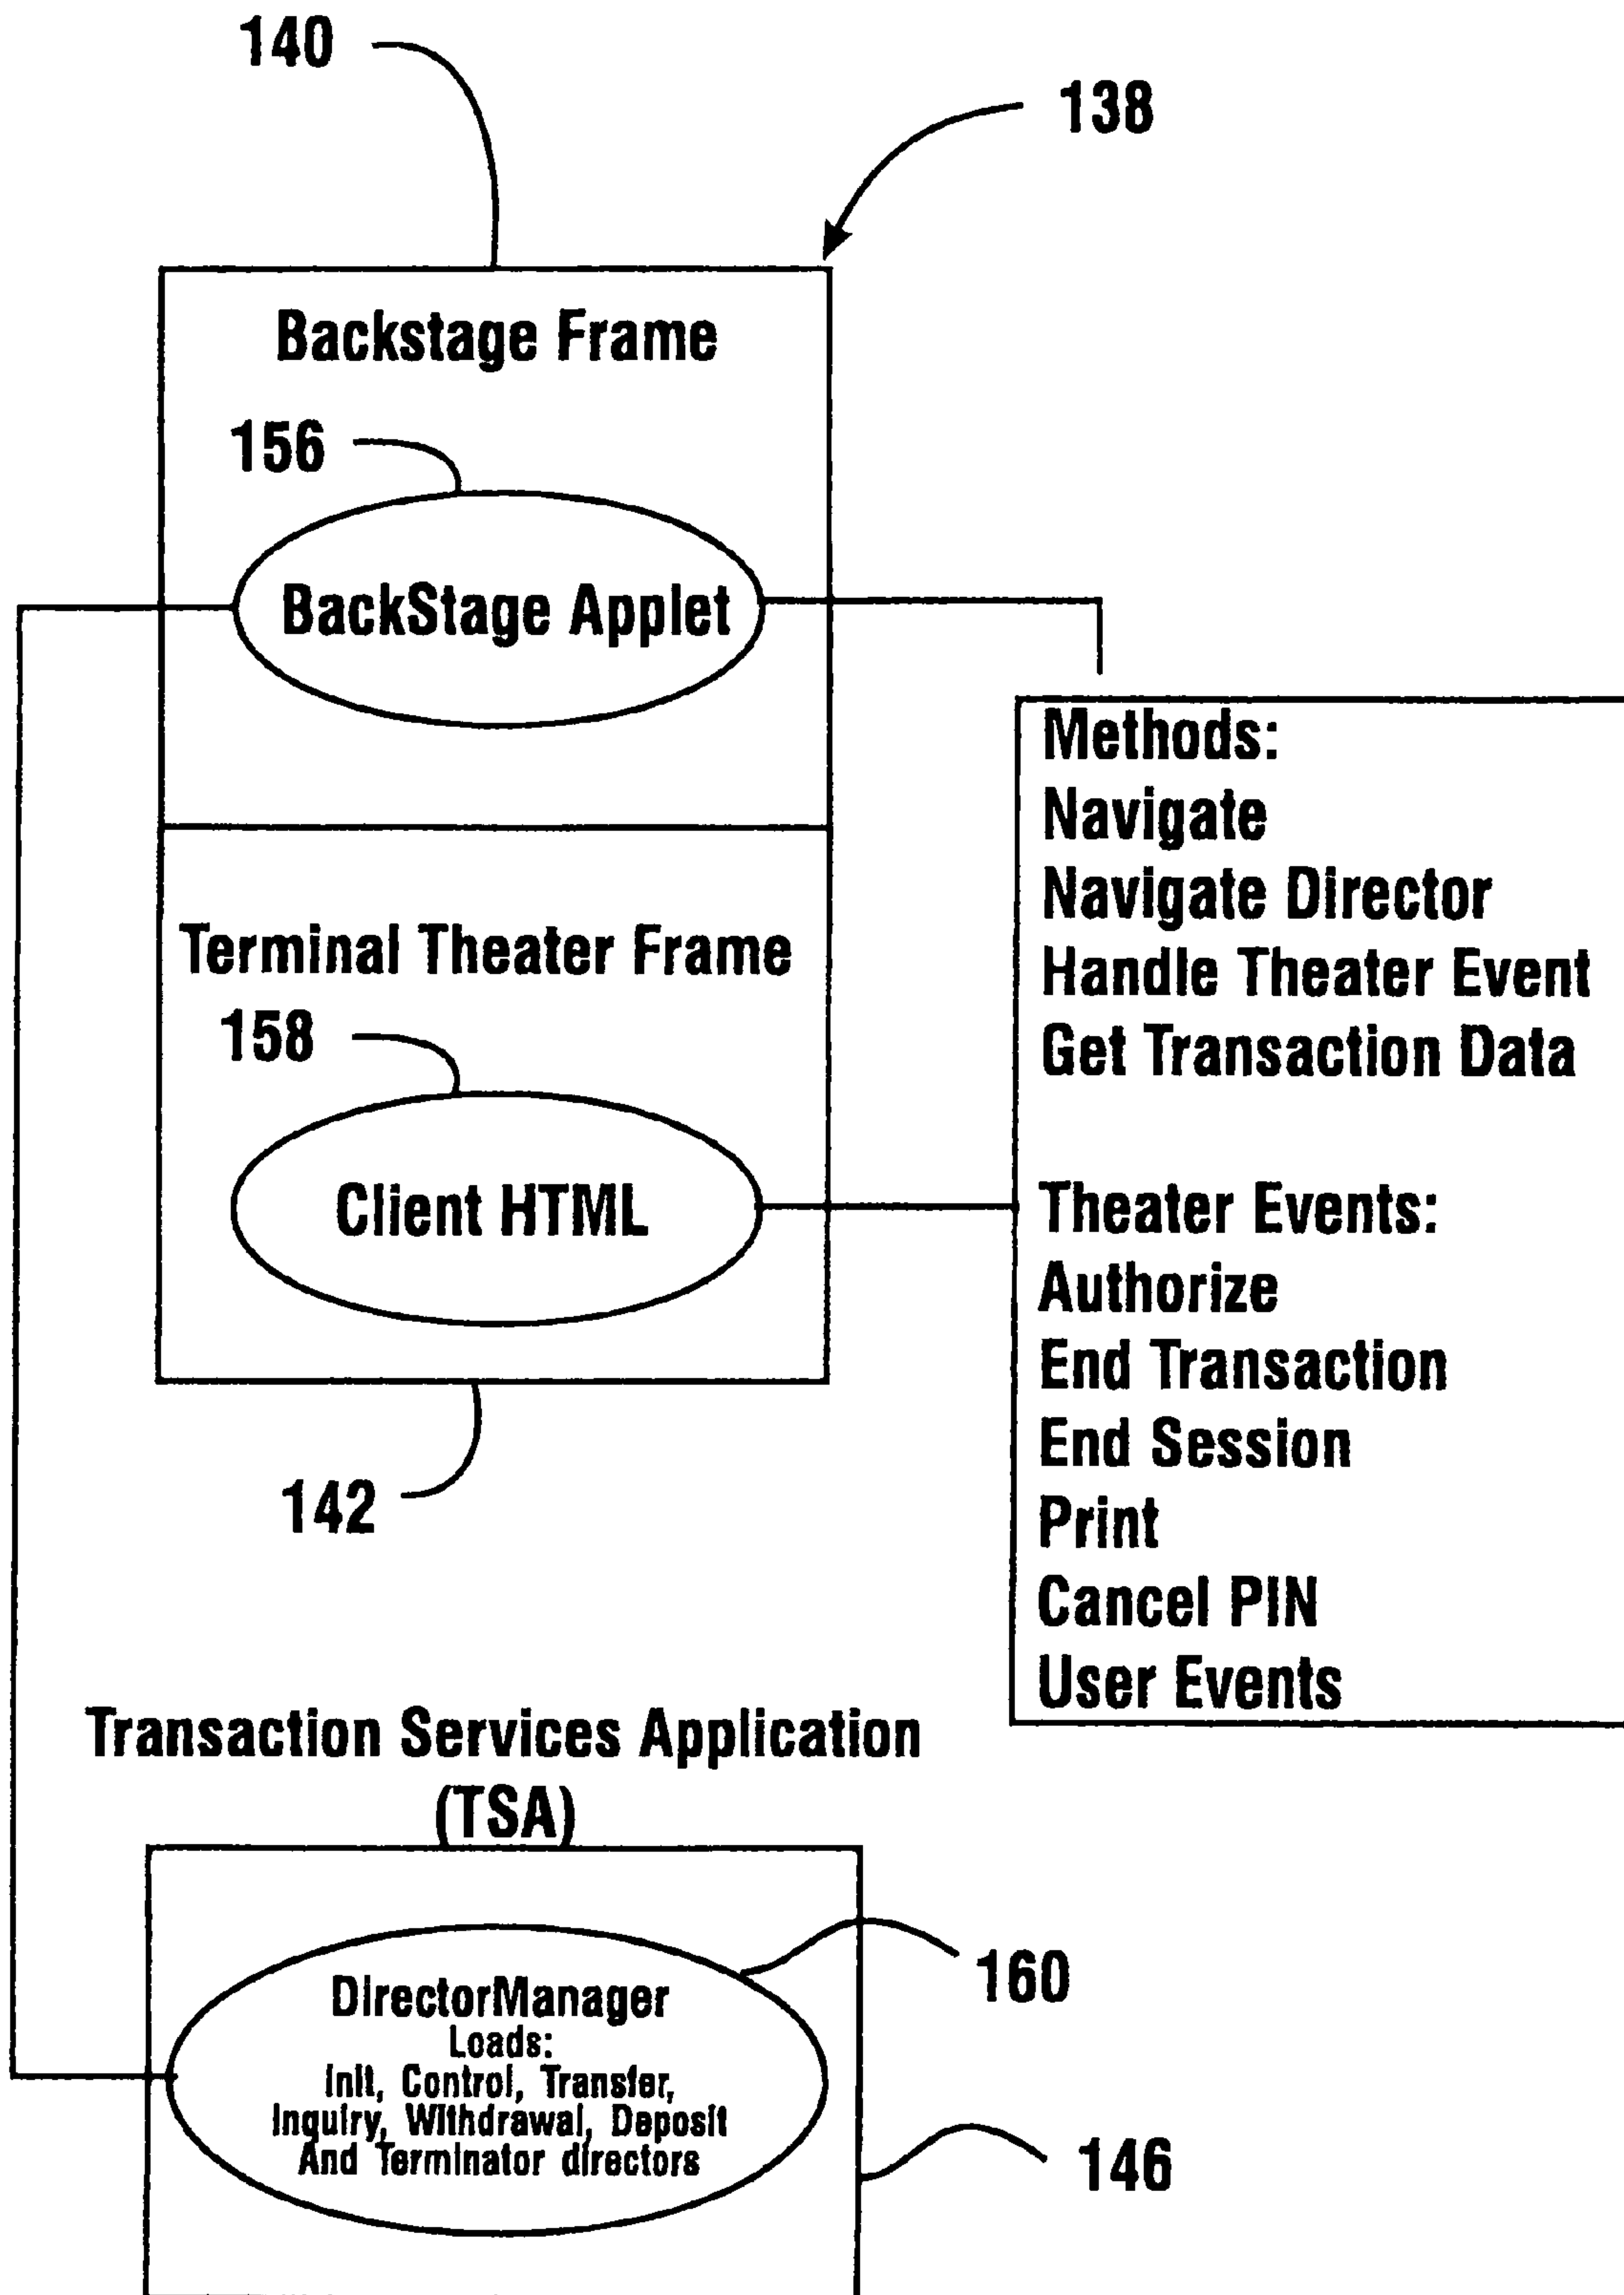 140
138
Backstage Frame
156
BackStage Applet
Methods:
Navigate
Navigate Director
Handle Theater Event
Get Transaction Data
Terminal Theater Frame
158
Client HTML
Theater Events:
Authorize
End Transaction
End Session
Print
Cancel PIN
User Events
142
Transaction Services Application
(TSA)
DirectorManager
Loads:
Init, Control, Transfer,
Inquiry, Withdrawal, Deposit
And Terminator directors
160
146